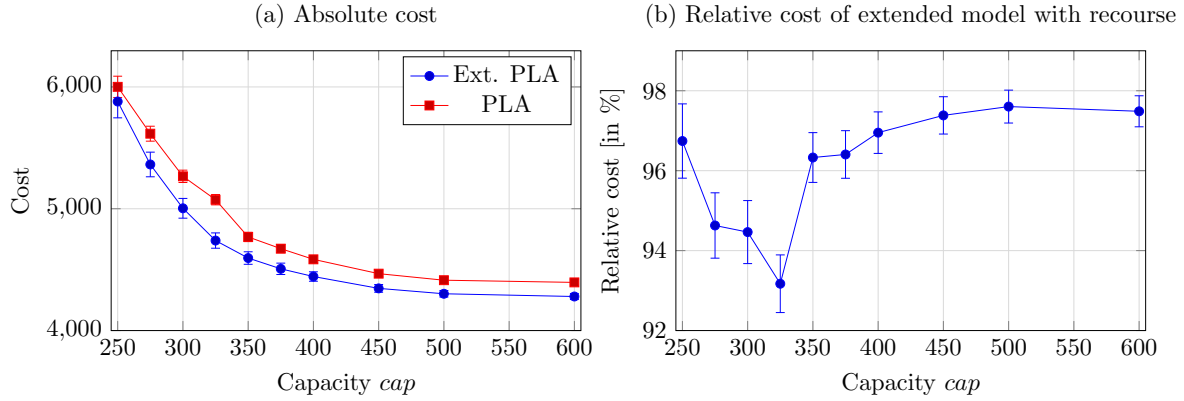 (a) Absolute cost
6,000
5,000
4,000
Cost
250 300 350 400 450 500 550 600
Capacity cap
Ext. PLA
PLA
(b) Relative cost of extended model with recourse
98
96
94
92
Relative cost [in %]
250 300 350 400 450 500 550 600
Capacity cap